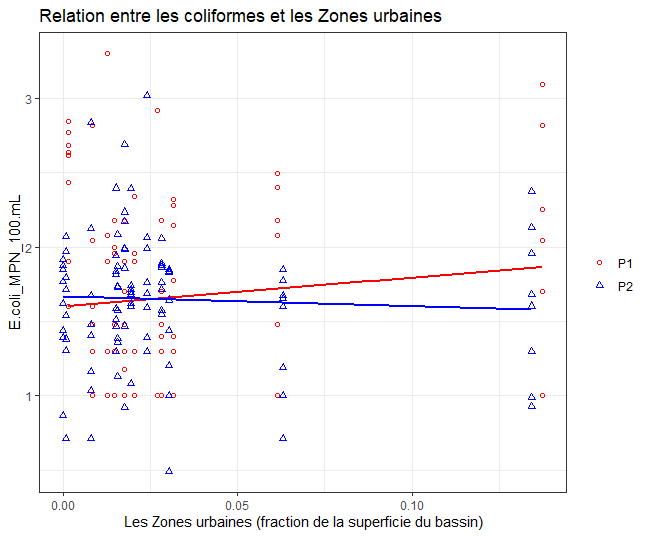 Relation entre les coliformes et les Zones urbaines
E.coli_MPN_100.mL
3
2
1
0.00 0.05 0.10
Les Zones urbaines (fraction de la superficie du bassin)
P1
P2